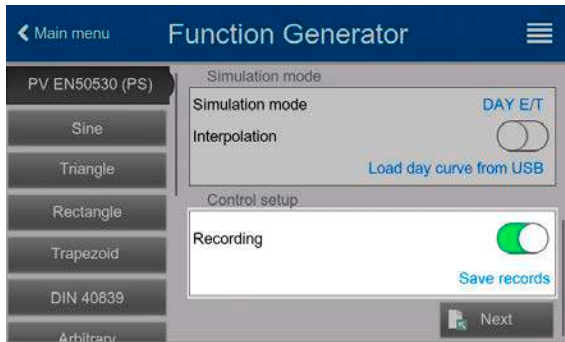 Main menu
Function Generator
PV EN50530 (PS)
Sine
Triangle
Rectangle
Trapezoid
DIN 40839
Arbitrary
Simulation mode
Simulation mode DAY E/T
Interpolation
Load day curve from USB
Control setup
Recording
Save records
Next